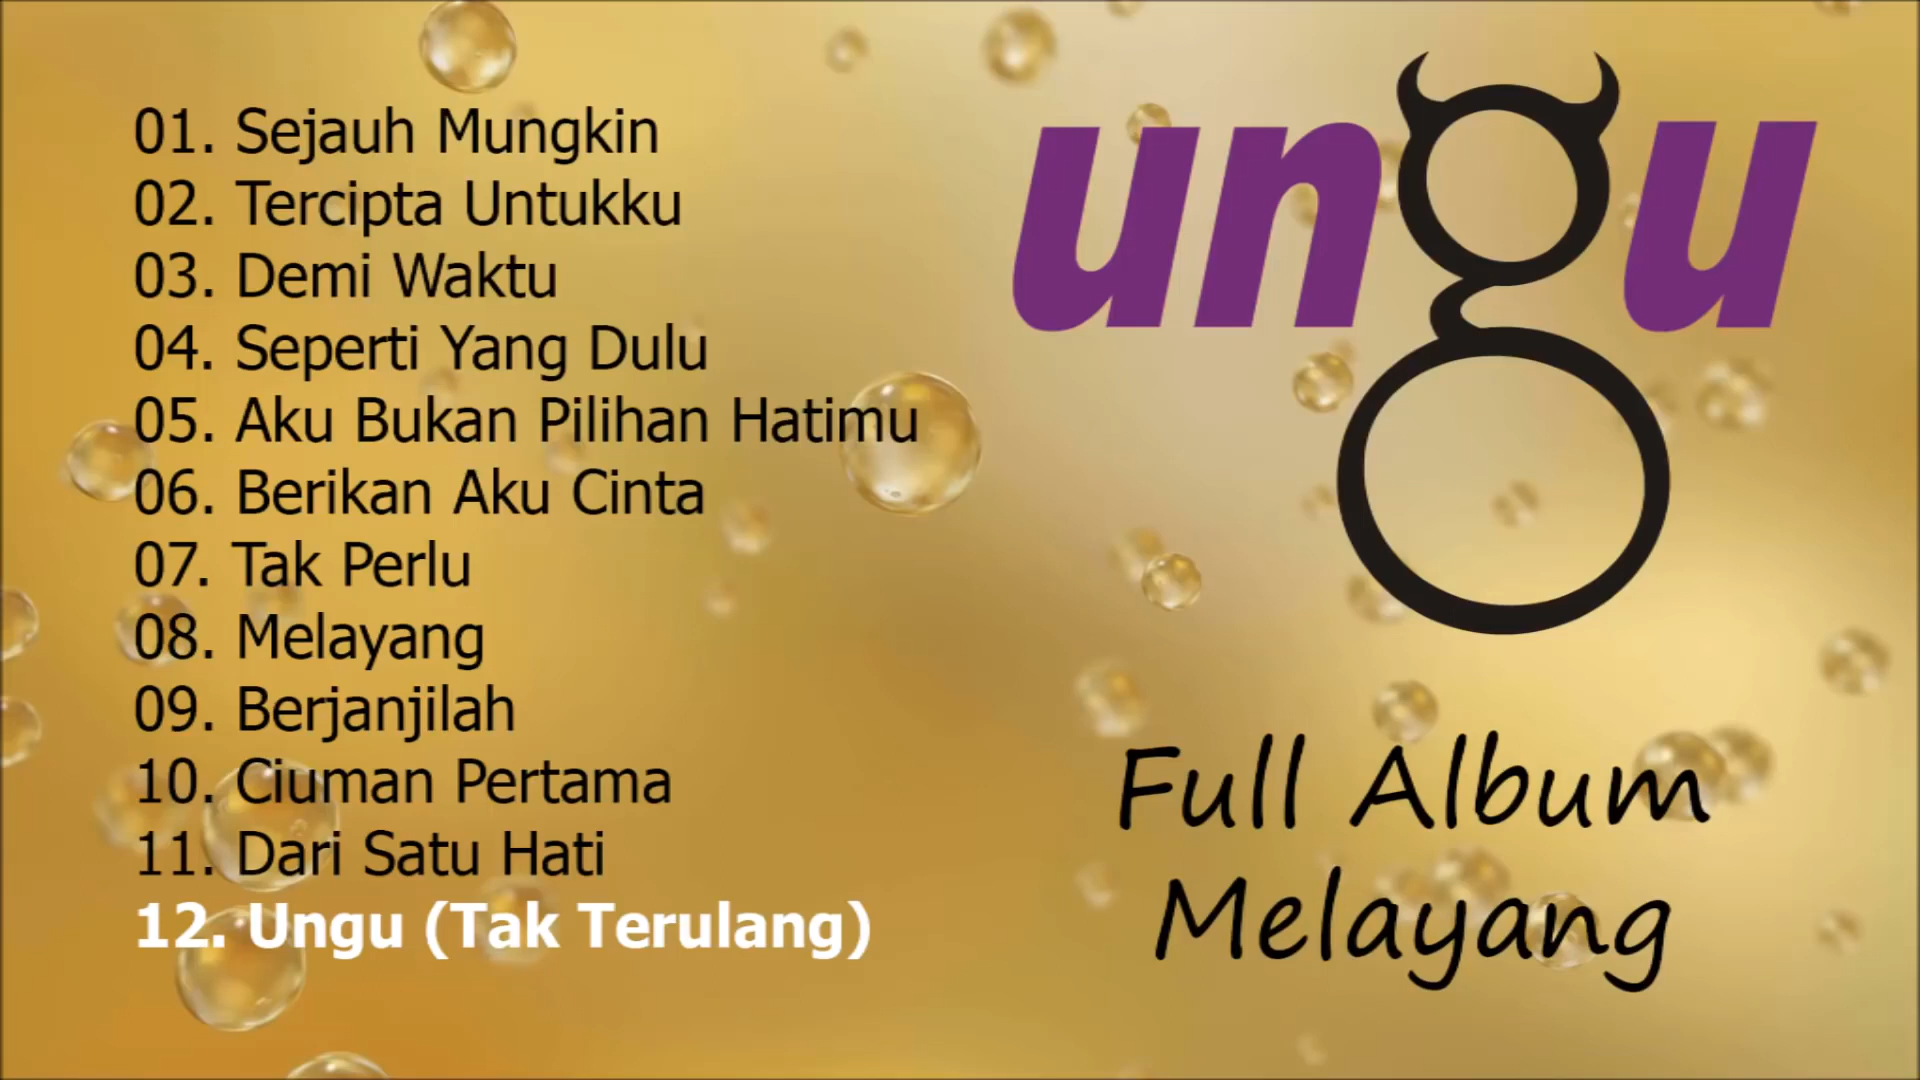 01. Sejauh Mungkin
02. Tercipta Untukku
03. Demi Waktu
04. Seperti Yang Dulu
05. Aku Bukan Pilihan Hatimu
06. Berikan Aku Cinta
07. Tak Perlu
08. Melayang
09. Berjanjilah
10. Ciuman Pertama
11. Dari Satu Hati
12. Ungu (Tak Terulang)
ungu
Full Album
Melayang